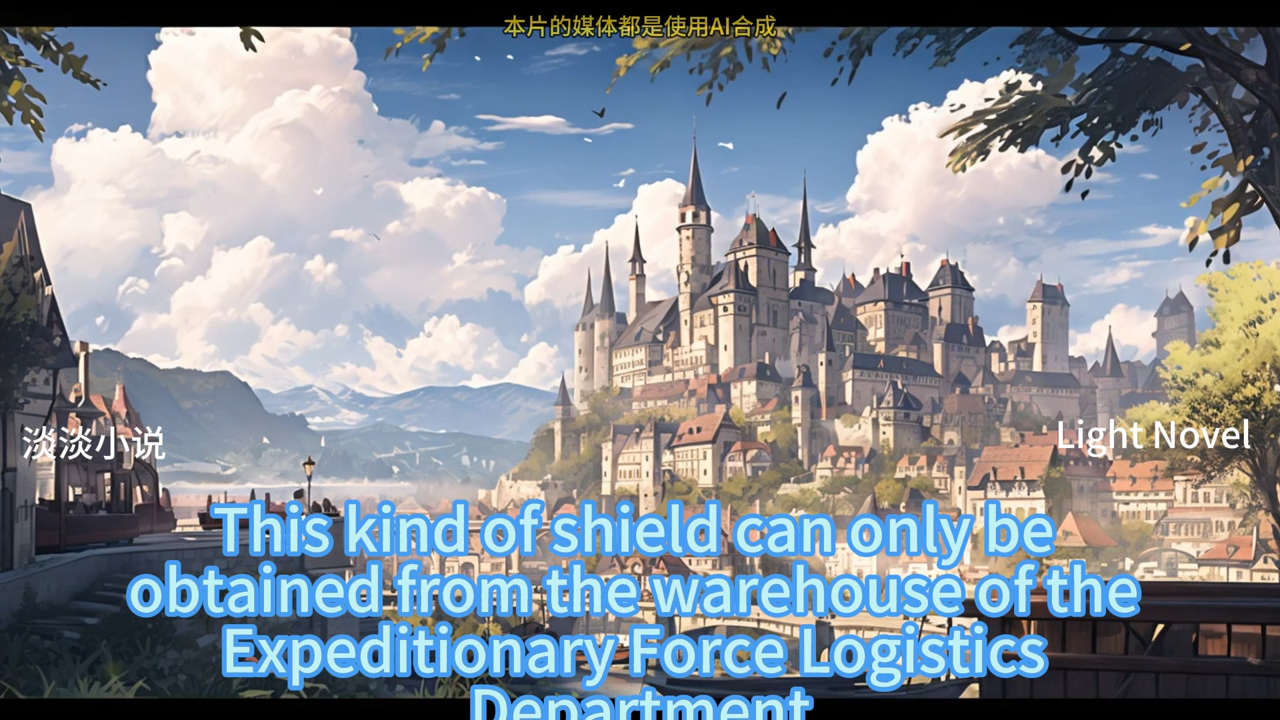 本片的媒体都是使用AI合成
淡淡小说
Light Novel
This kind of shield can only be
obtained from the warehouse of the
Expeditionary Force Logistics
Department